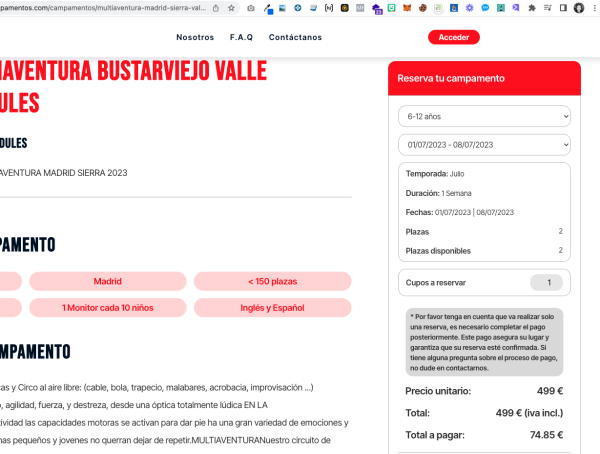 pamentos.com/campamentos/multiaventura-madrid-sierra-val...
Nosotros F.A.Q Contáctanos Acceder
AVENTURA BUSTARVIEJO VALLE
ULES
DULES
AVENTURA MADRID SIERRA 2023
PAMENTO
Madrid < 150 plazas
1 Monitor cada 10 niños Inglés y Español
MPAMENTO
cas y Circo al aire libre: (cable, bola, trapecio, malabares, acrobacia, improvisación ...)
o, agilidad, fuerza, y destreza, desde una óptica totalmente lúdica EN LA
tividad las capacidades motoras se activan para dar pie ha una gran variedad de emociones y
nas pequeños y jovenes no querran dejar de repetir.MULTIAVENTURANuestro circuito de
Reserva tu campamento
6-12 años
01/07/2023 - 08/07/2023
Temporada: Julio
Duración: 1 Semana
Fechas: 01/07/2023 | 08/07/2023
Plazas 2
Plazas disponibles 2
Cupos a reservar 1
* Por favor tenga en cuenta que va realizar solo
una reserva, es necesario completar el pago
posteriormente. Este pago asegura su lugar y
garantiza que su reserva esté confirmada. Si
tiene alguna pregunta sobre el proceso de pago,
no dude en contactarnos.
Precio unitario: 499 €
Total: 499 € (iva incl.)
Total a pagar: 74.85 €